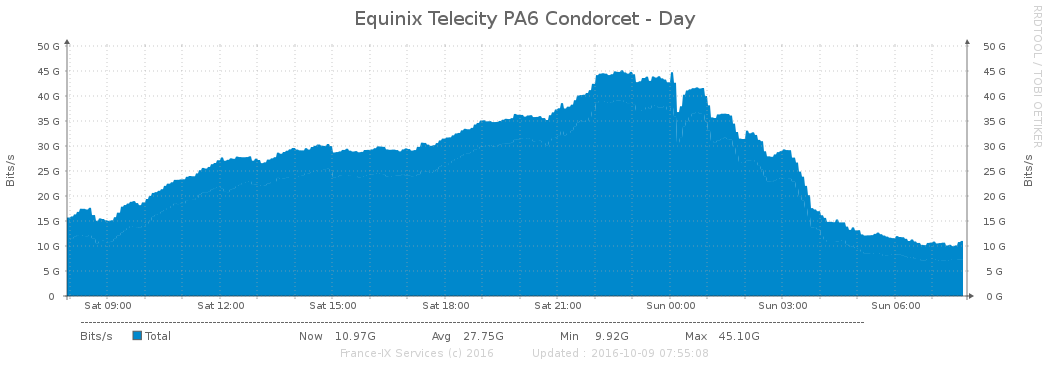 Equinix Telecity PA6 Condorcet - Day
RRDTOOL / TOBI OETIKER
50 G 50 G
45 G 45 G
40 G 40 G
35 G 35 G
30 G 30 G
25 G 25 G
20 G 20 G
15 G 15 G
10 G 10 G
5 G 5 G
0 0 G
Bits/s
Bits/s
Sat 09:00 Sat 12:00 Sat 15:00 Sat 18:00 Sat 21:00 Sun 00:00 Sun 03:00 Sun 06:00
Bits/s Total Now 10.97G Avg 27.75G Min 9.92G Max 45.10G
France-IX Services (c) 2016 Updated : 2016-10-09 07:55:08